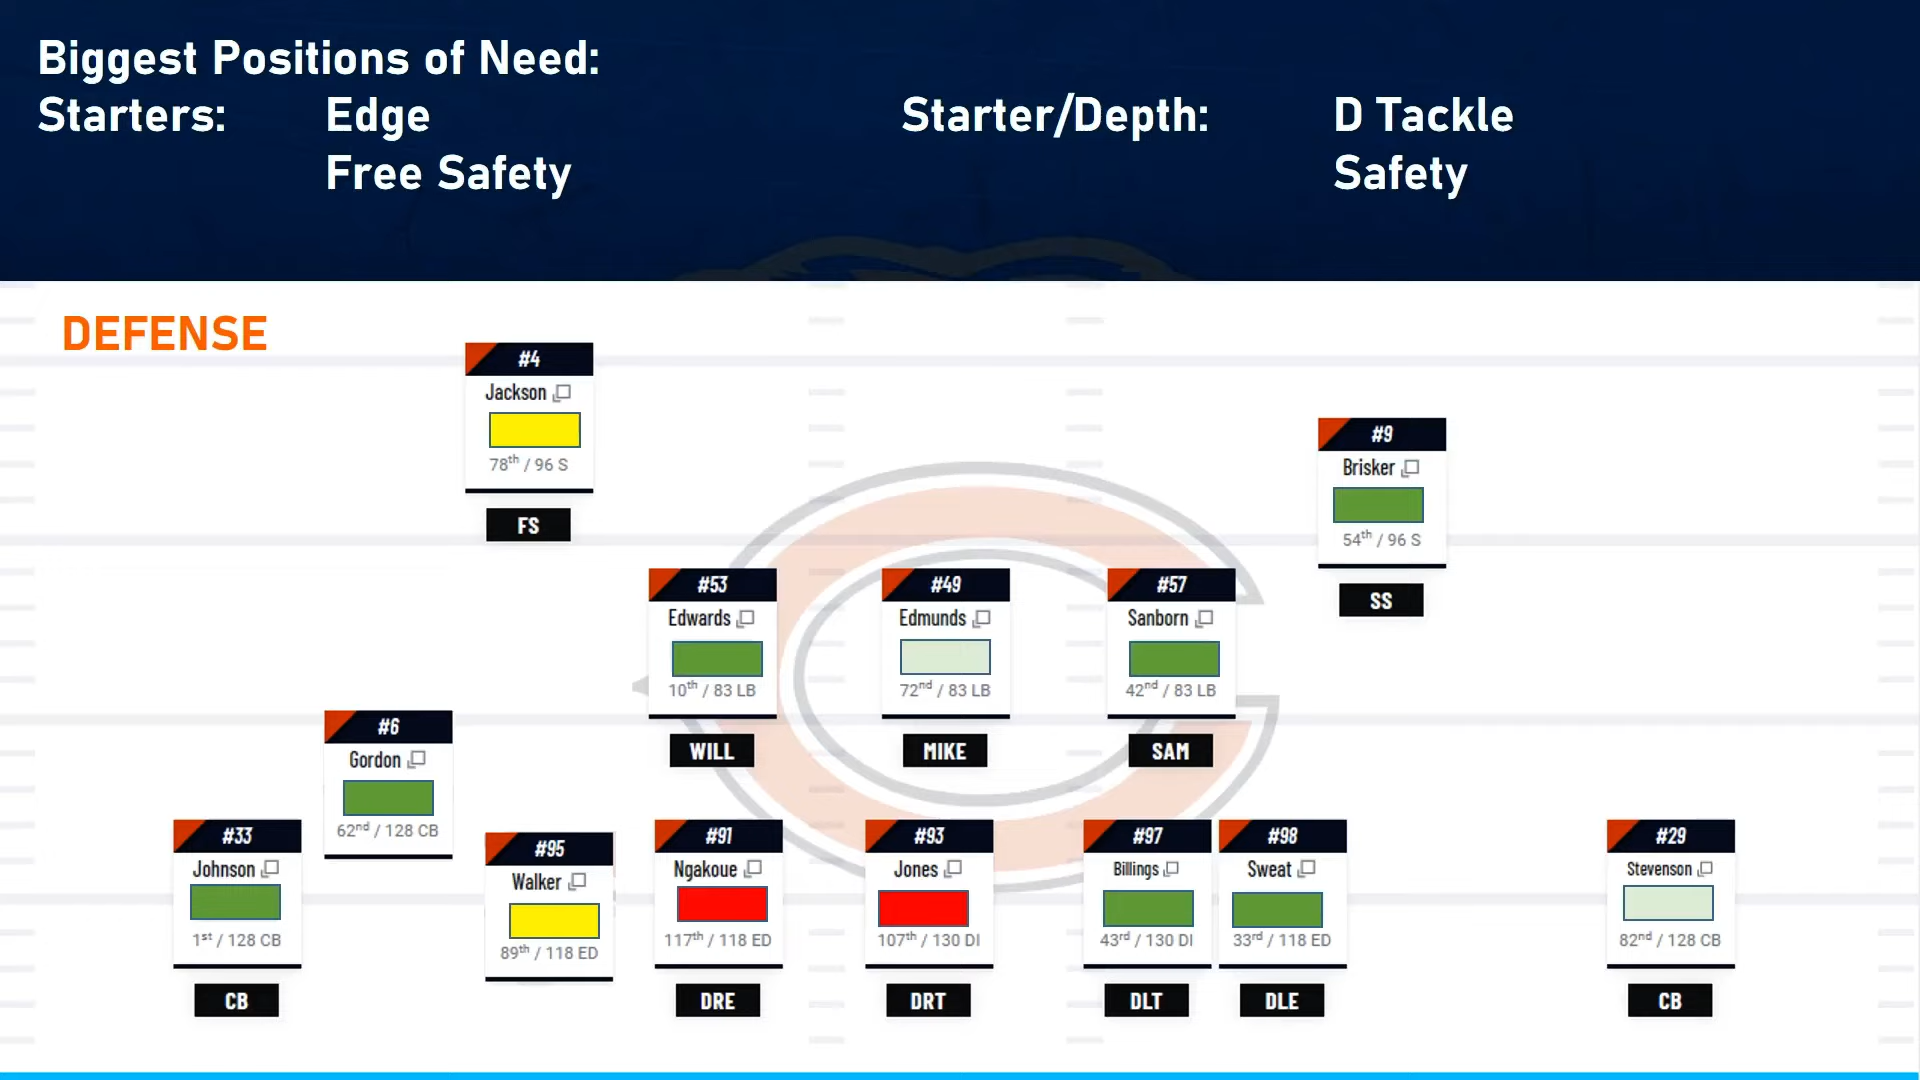 Biggest Positions of Need:
Starters: Edge Starter/Depth: D Tackle
Free Safety Safety
DEFENSE
#4
Jackson
78th / 96 S
FS
#9
Brisker
54th / 96 S
SS
#53
Edwards
10th / 83 LB
WILL
#49
Edmunds
72nd / 83 LB
MIKE
#57
Sanborn
42nd / 83 LB
SAM
#6
Gordon
62nd / 128 CB
#33
Johnson
1st / 128 CB
CB
#95
Walker
89th / 118 ED
#91
Ngakoue
117th / 118 ED
DRE
#93
Jones
107th / 130 DI
DRT
#97
Billings
43rd / 130 DI
DLT
#98
Sweat
33rd / 118 ED
DLE
#29
Stevenson
82nd / 128 CB
CB